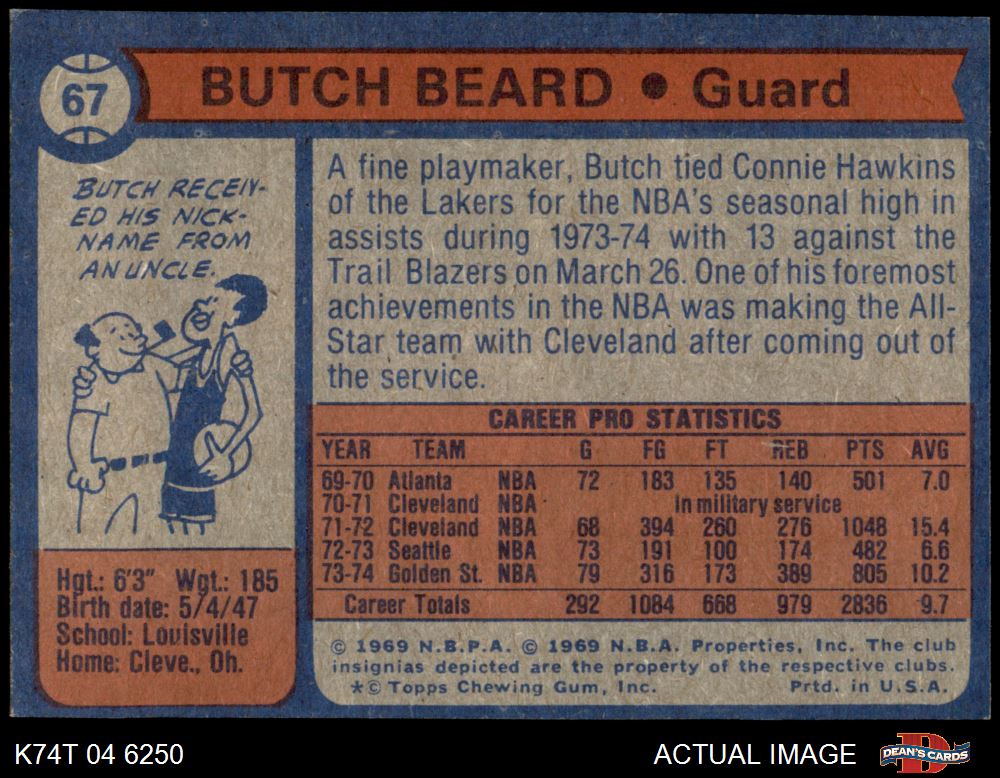 67
BUTCH BEARD • Guard
BUTCH RECEIV-
ED HIS NICK-
NAME FROM
AN UNCLE.
A fine playmaker, Butch tied Connie Hawkins
of the Lakers for the NBA's seasonal high in
assists during 1973-74 with 13 against the
Trail Blazers on March 26. One of his foremost
achievements in the NBA was making the All-
Star team with Cleveland after coming out of
the service.
CAREER PRO STATISTICS
YEAR TEAM G FG FT REB PTS AVG
69-70 Atlanta NBA 72 183 135 140 501 7.0
70-71 Cleveland NBA In military service
71-72 Cleveland NBA 68 394 260 276 1048 15.4
72-73 Seattle NBA 73 191 100 174 482 6.6
73-74 Golden St. NBA 79 316 173 389 805 10.2
Career Totals 292 1084 668 979 2836 9.7
Hgt.: 6'3" Wgt.: 185
Birth date: 5/4/47
School: Louisville
Home: Cleve., Oh.
© 1969 N.B.P.A. © 1969 N.B.A. Properties, Inc. The club
insignias depicted are the property of the respective clubs.
*© Topps Chewing Gum, Inc. Prtd. in U.S.A.
K74T 04 6250 ACTUAL IMAGE DEAN'S CARDS